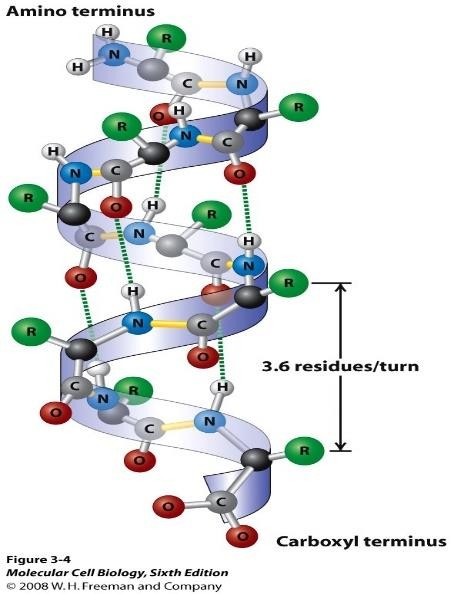 Amino terminus
H
R
N
H
H
C N
R
O H
R N C
H
N C O
R O H R
C N H
C N
O R
H
N C
R
O
3.6 residues/turn
C N R H
O
C N
R
O
C
O
O
Carboxyl terminus
Figure 3-4
Molecular Cell Biology, Sixth Edition
© 2008 W. H. Freeman and Company